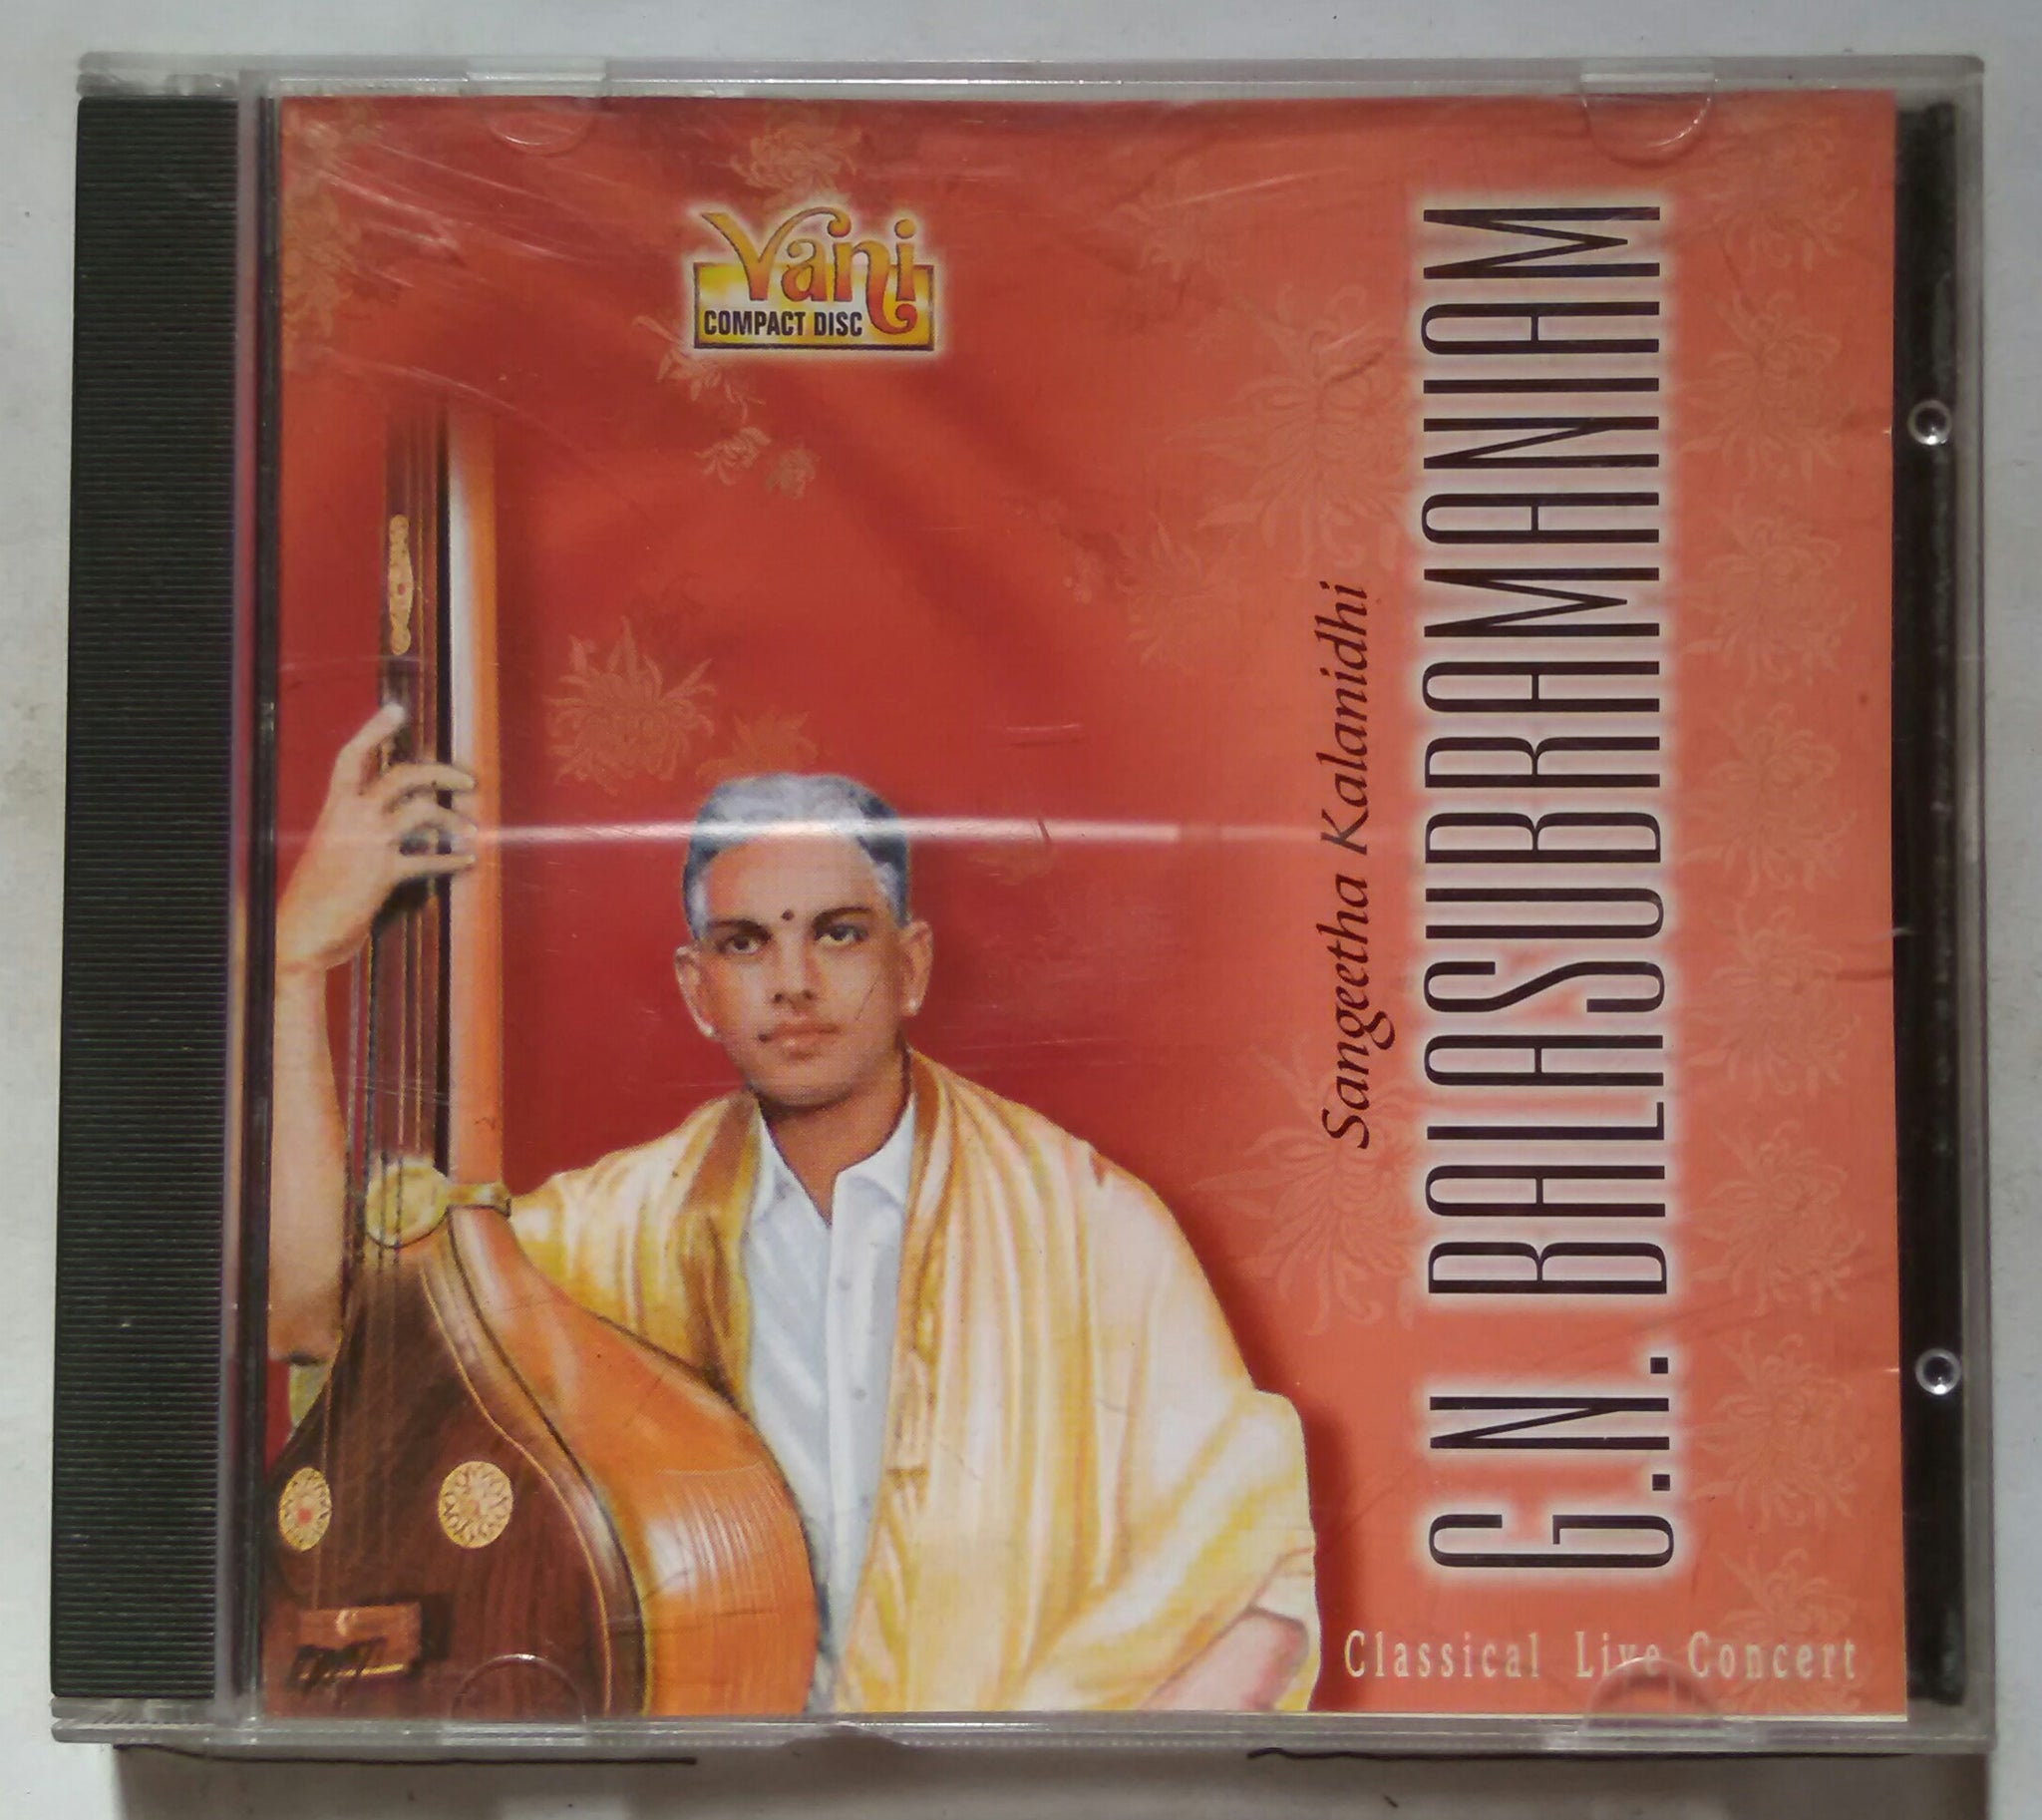 Vani
COMPACT DISC
Sangeetha Kalanidhi
G.N. BALASUBRAMANIAM
Classical Live Concert